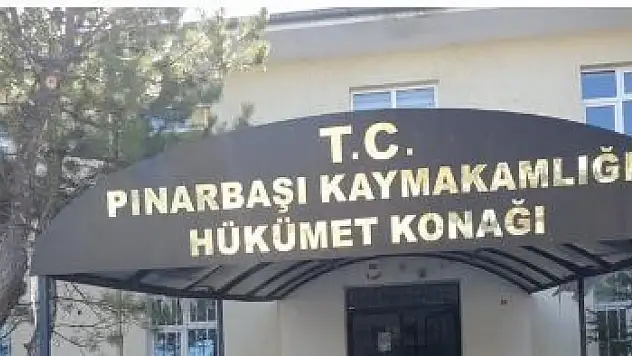 T.C.
PINARBAŞI KAYMAKAMLIĞI
HÜKÜMET KONAĞI